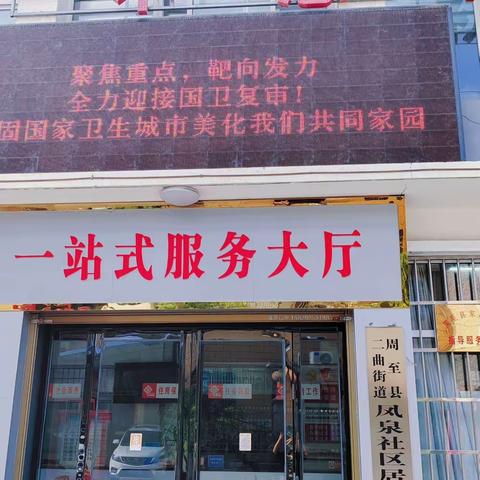 聚焦重点，靶向发力
全力迎接国卫复审！
固国家卫生城市美化我们共同家园
一站式服务大厅
周至县
二曲街道
凤泉社区居